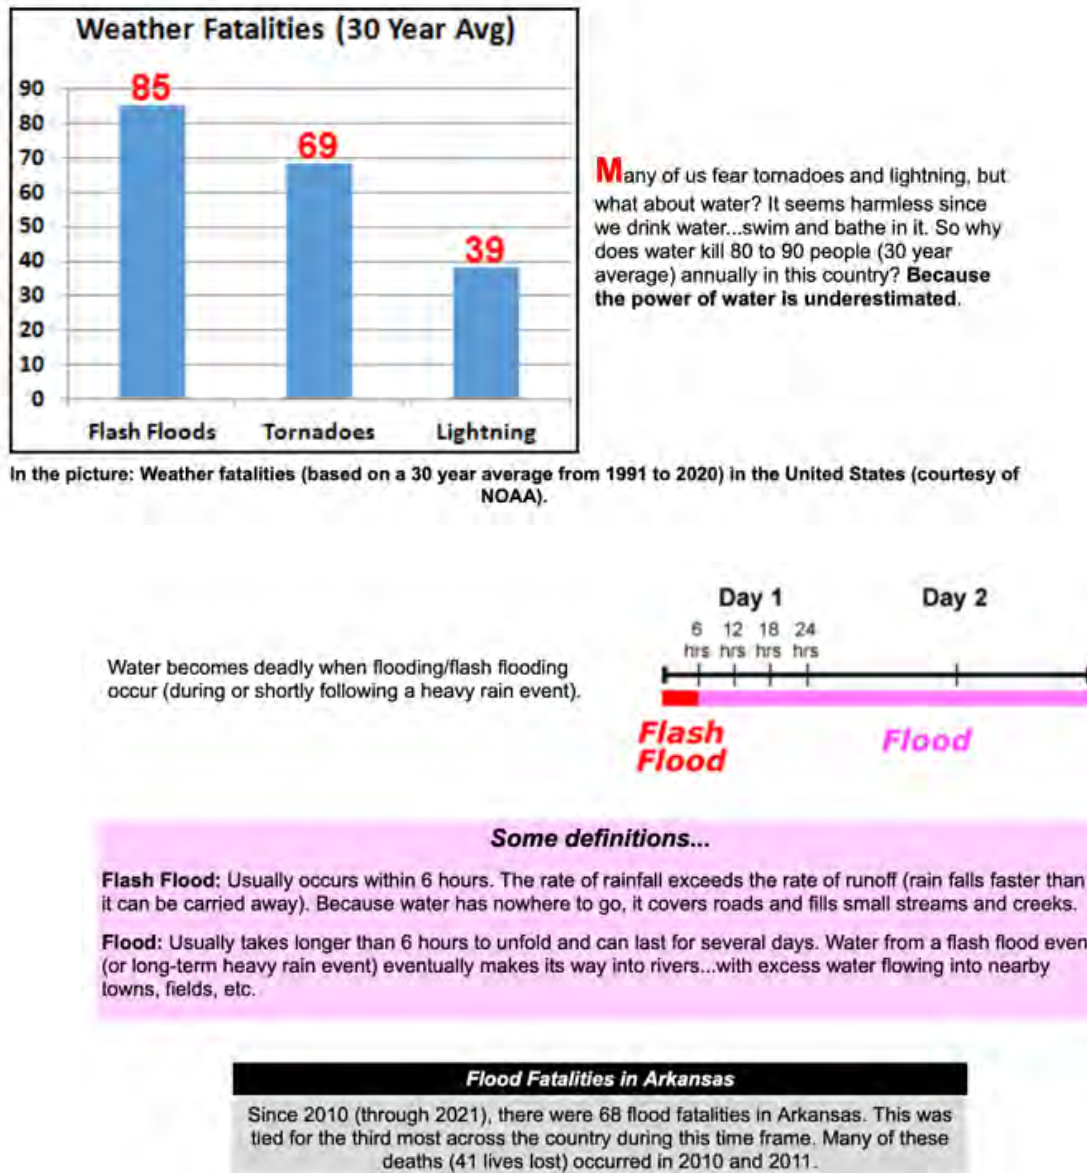 Weather Fatalities (30 Year Avg)
90
80
70
60
50
40
30
20
10
0
85
69
39
Flash Floods Tornadoes Lightning
Many of us fear tornadoes and lightning, but
what about water? It seems harmless since
we drink water...swim and bathe in it. So why
does water kill 80 to 90 people (30 year
average) annually in this country? Because
the power of water is underestimated.
In the picture: Weather fatalities (based on a 30 year average from 1991 to 2020) in the United States (courtesy of
NOAA).
Water becomes deadly when flooding/flash flooding
occur (during or shortly following a heavy rain event).
Day 1 Day 2
6 12 18 24
hrs hrs hrs hrs
Flash
Flood
Flood
Some definitions...
Flash Flood: Usually occurs within 6 hours. The rate of rainfall exceeds the rate of runoff (rain falls faster than
it can be carried away). Because water has nowhere to go, it covers roads and fills small streams and creeks.
Flood: Usually takes longer than 6 hours to unfold and can last for several days. Water from a flash flood even
(or long-term heavy rain event) eventually makes its way into rivers...with excess water flowing into nearby
towns, fields, etc.
Flood Fatalities in Arkansas
Since 2010 (through 2021), there were 68 flood fatalities in Arkansas. This was
tied for the third most across the country during this time frame. Many of these
deaths (41 lives lost) occurred in 2010 and 2011.